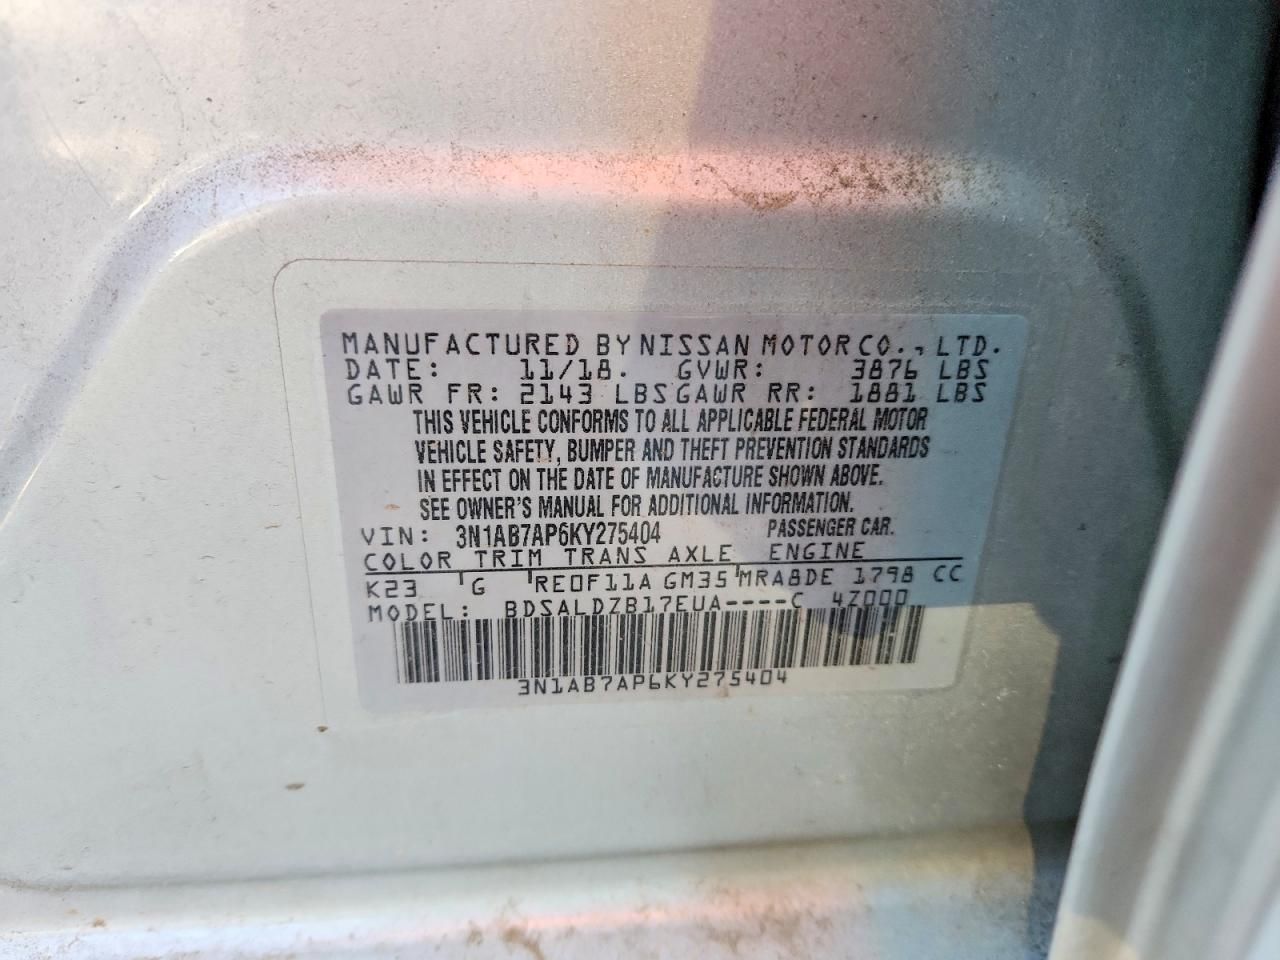 MANUFACTURED BY NISSAN MOTOR CO., LTD.
DATE: 11/18. GVWR: 3876 LBS
GAWR FR: 2143 LBS GAWR RR: 1881 LBS
THIS VEHICLE CONFORMS TO ALL APPLICABLE FEDERAL MOTOR
VEHICLE SAFETY, BUMPER AND THEFT PREVENTION STANDARDS
IN EFFECT ON THE DATE OF MANUFACTURE SHOWN ABOVE.
SEE OWNER'S MANUAL FOR ADDITIONAL INFORMATION.
VIN: 3N1AB7AP6KY275404 PASSENGER CAR.
COLOR TRIM TRANS AXLE ENGINE
K23 G RE0F11A GM35 MRA8DE 1798 CC
MODEL: BDSALDZB17EUA----C 4Z000
3N1AB7AP6KY275404